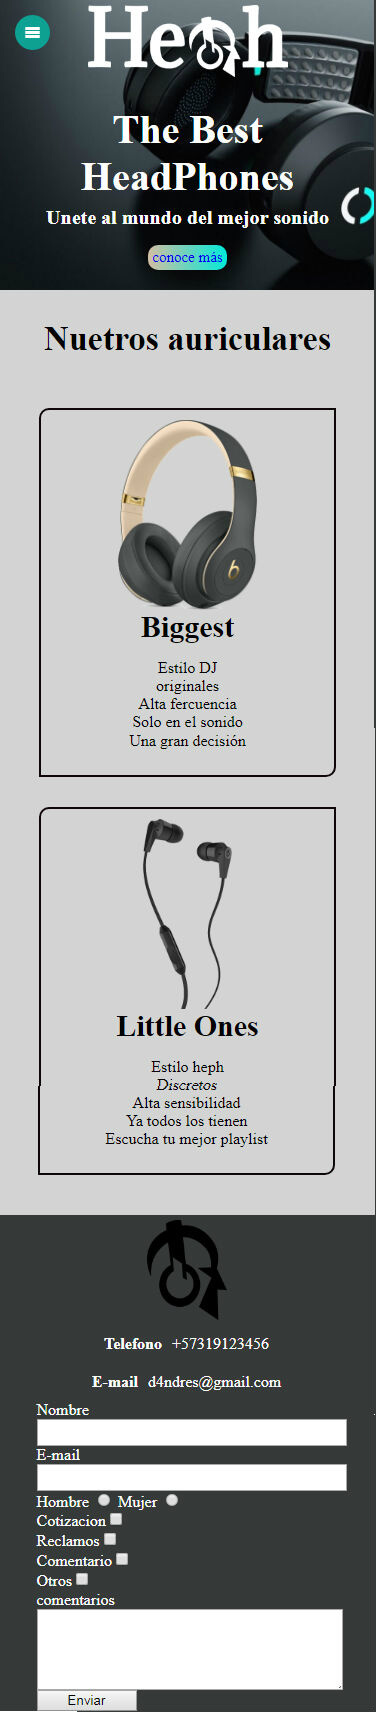 Heph
The Best
HeadPhones
Unete al mundo del mejor sonido
conoce más
Nuetros auriculares
Biggest
Estilo DJ
originales
Alta fercuencia
Solo en el sonido
Una gran decisión
Little Ones
Estilo heph
Discretos
Alta sensibilidad
Ya todos los tienen
Escucha tu mejor playlist
Telefono +57319123456
E-mail d4ndres@gmail.com
Nombre
E-mail
Hombre Mujer
Cotizacion
Reclamos
Comentario
Otros
comentarios
Enviar